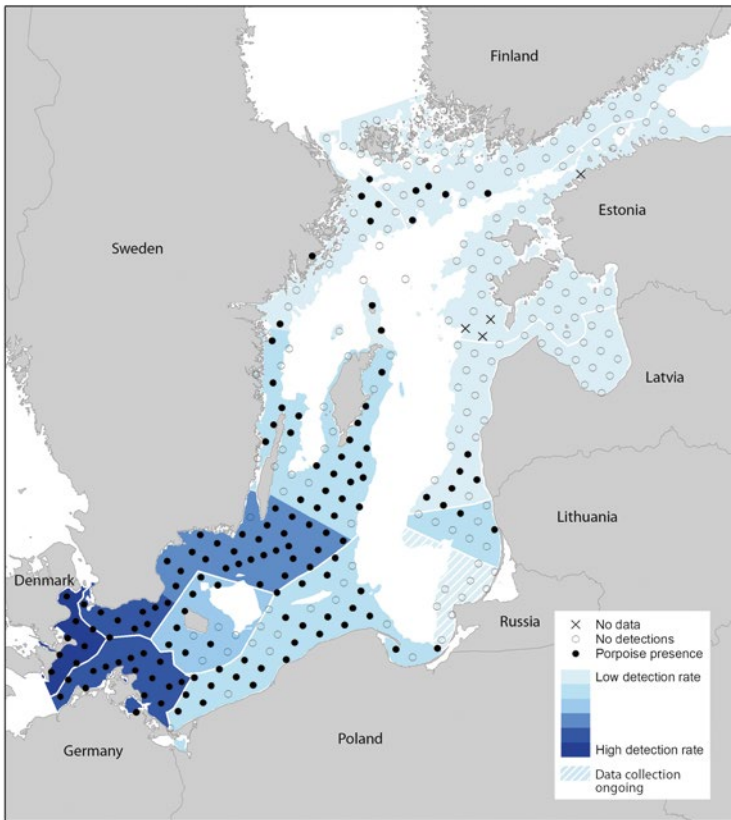 Finland
Estonia
Sweden
Latvia
Lithuania
Denmark
Russia
Germany
Poland
No data
No detections
Porpoise presence
Low detection rate
High detection rate
Data collection
ongoing